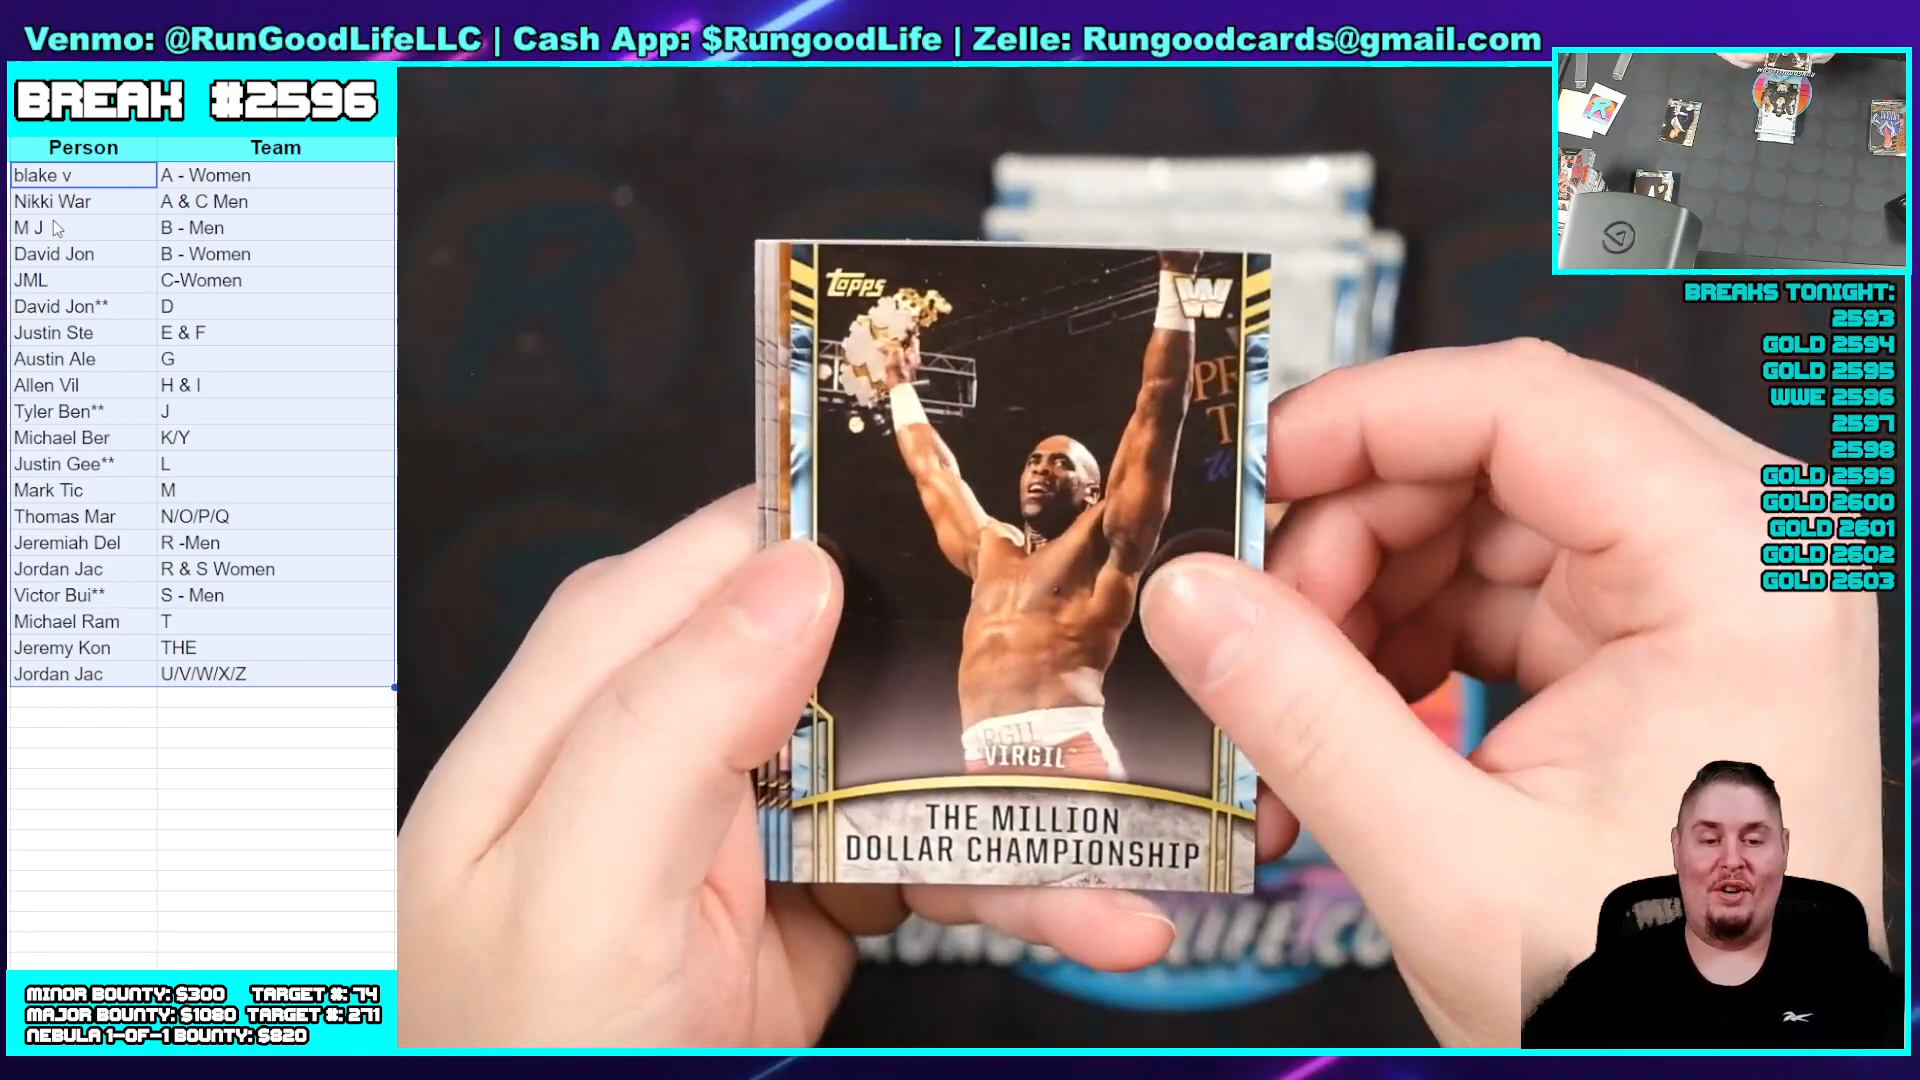 Venmo: @RunGoodLifeLLC | Cash App: $RungoodLife | Zelle: Rungoodcards@gmail.com
BREAK #2596
Person Team
blake v A - Women
Nikki War A & C Men
M J B - Men
David Jon B - Women
JML C-Women
David Jon** D
Justin Ste E & F
Austin Ale G
Allen Vil H & I
Tyler Ben** J
Michael Ber K/Y
Justin Gee** L
Mark Tic M
Thomas Mar N/O/P/Q
Jeremiah Del R -Men
Jordan Jac R & S Women
Victor Bui** S - Men
Michael Ram T
Jeremy Kon THE
Jordan Jac U/V/W/X/Z
MINOR BOUNTY: $300 TARGET #: 74
MAJOR BOUNTY: $1080 TARGET #: 271
NEBULA 1-OF-1 BOUNTY: $820
Topps
W
VIRGIL
THE MILLION
DOLLAR CHAMPIONSHIP
BREAKS TONIGHT:
2593
GOLD 2594
GOLD 2595
WWE 2596
2597
2598
GOLD 2599
GOLD 2600
GOLD 2601
GOLD 2602
GOLD 2603